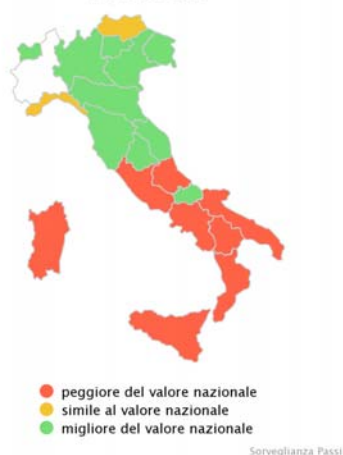 peggiore del valore nazionale
simile al valore nazionale
migliore del valore nazionale
Sorveglianza Passi